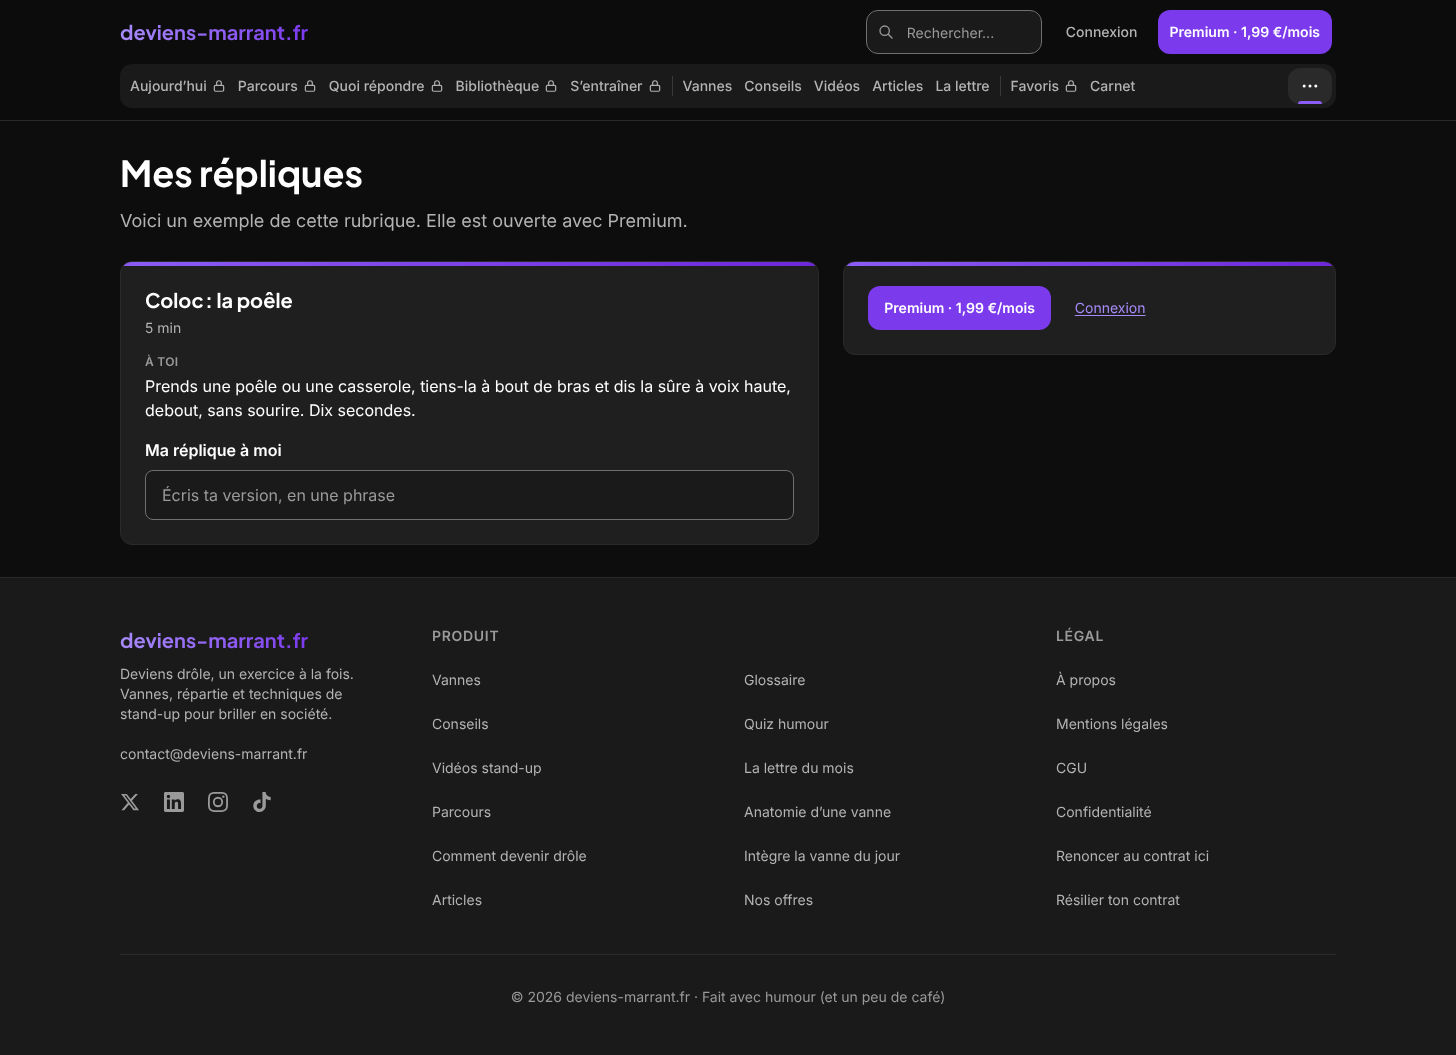 deviens-marrant.fr
Rechercher...
Connexion
Premium · 1,99 €/mois
Aujourd’hui
Parcours
Quoi répondre
Bibliothèque
S’entraîner
Vannes
Conseils
Vidéos
Articles
La lettre
Favoris
Carnet
Mes répliques
Voici un exemple de cette rubrique. Elle est ouverte avec Premium.
Coloc : la poêle
5 min
À TOI
Prends une poêle ou une casserole, tiens-la à bout de bras et dis la sûre à voix haute,
debout, sans sourire. Dix secondes.
Ma réplique à moi
Écris ta version, en une phrase
Premium · 1,99 €/mois
Connexion
deviens-marrant.fr
Deviens drôle, un exercice à la fois.
Vannes, répartie et techniques de
stand-up pour briller en société.
contact@deviens-marrant.fr
PRODUIT
Vannes
Conseils
Vidéos stand-up
Parcours
Comment devenir drôle
Articles
Glossaire
Quiz humour
La lettre du mois
Anatomie d’une vanne
Intègre la vanne du jour
Nos offres
LÉGAL
À propos
Mentions légales
CGU
Confidentialité
Renoncer au contrat ici
Résilier ton contrat
© 2026 deviens-marrant.fr · Fait avec humour (et un peu de café)